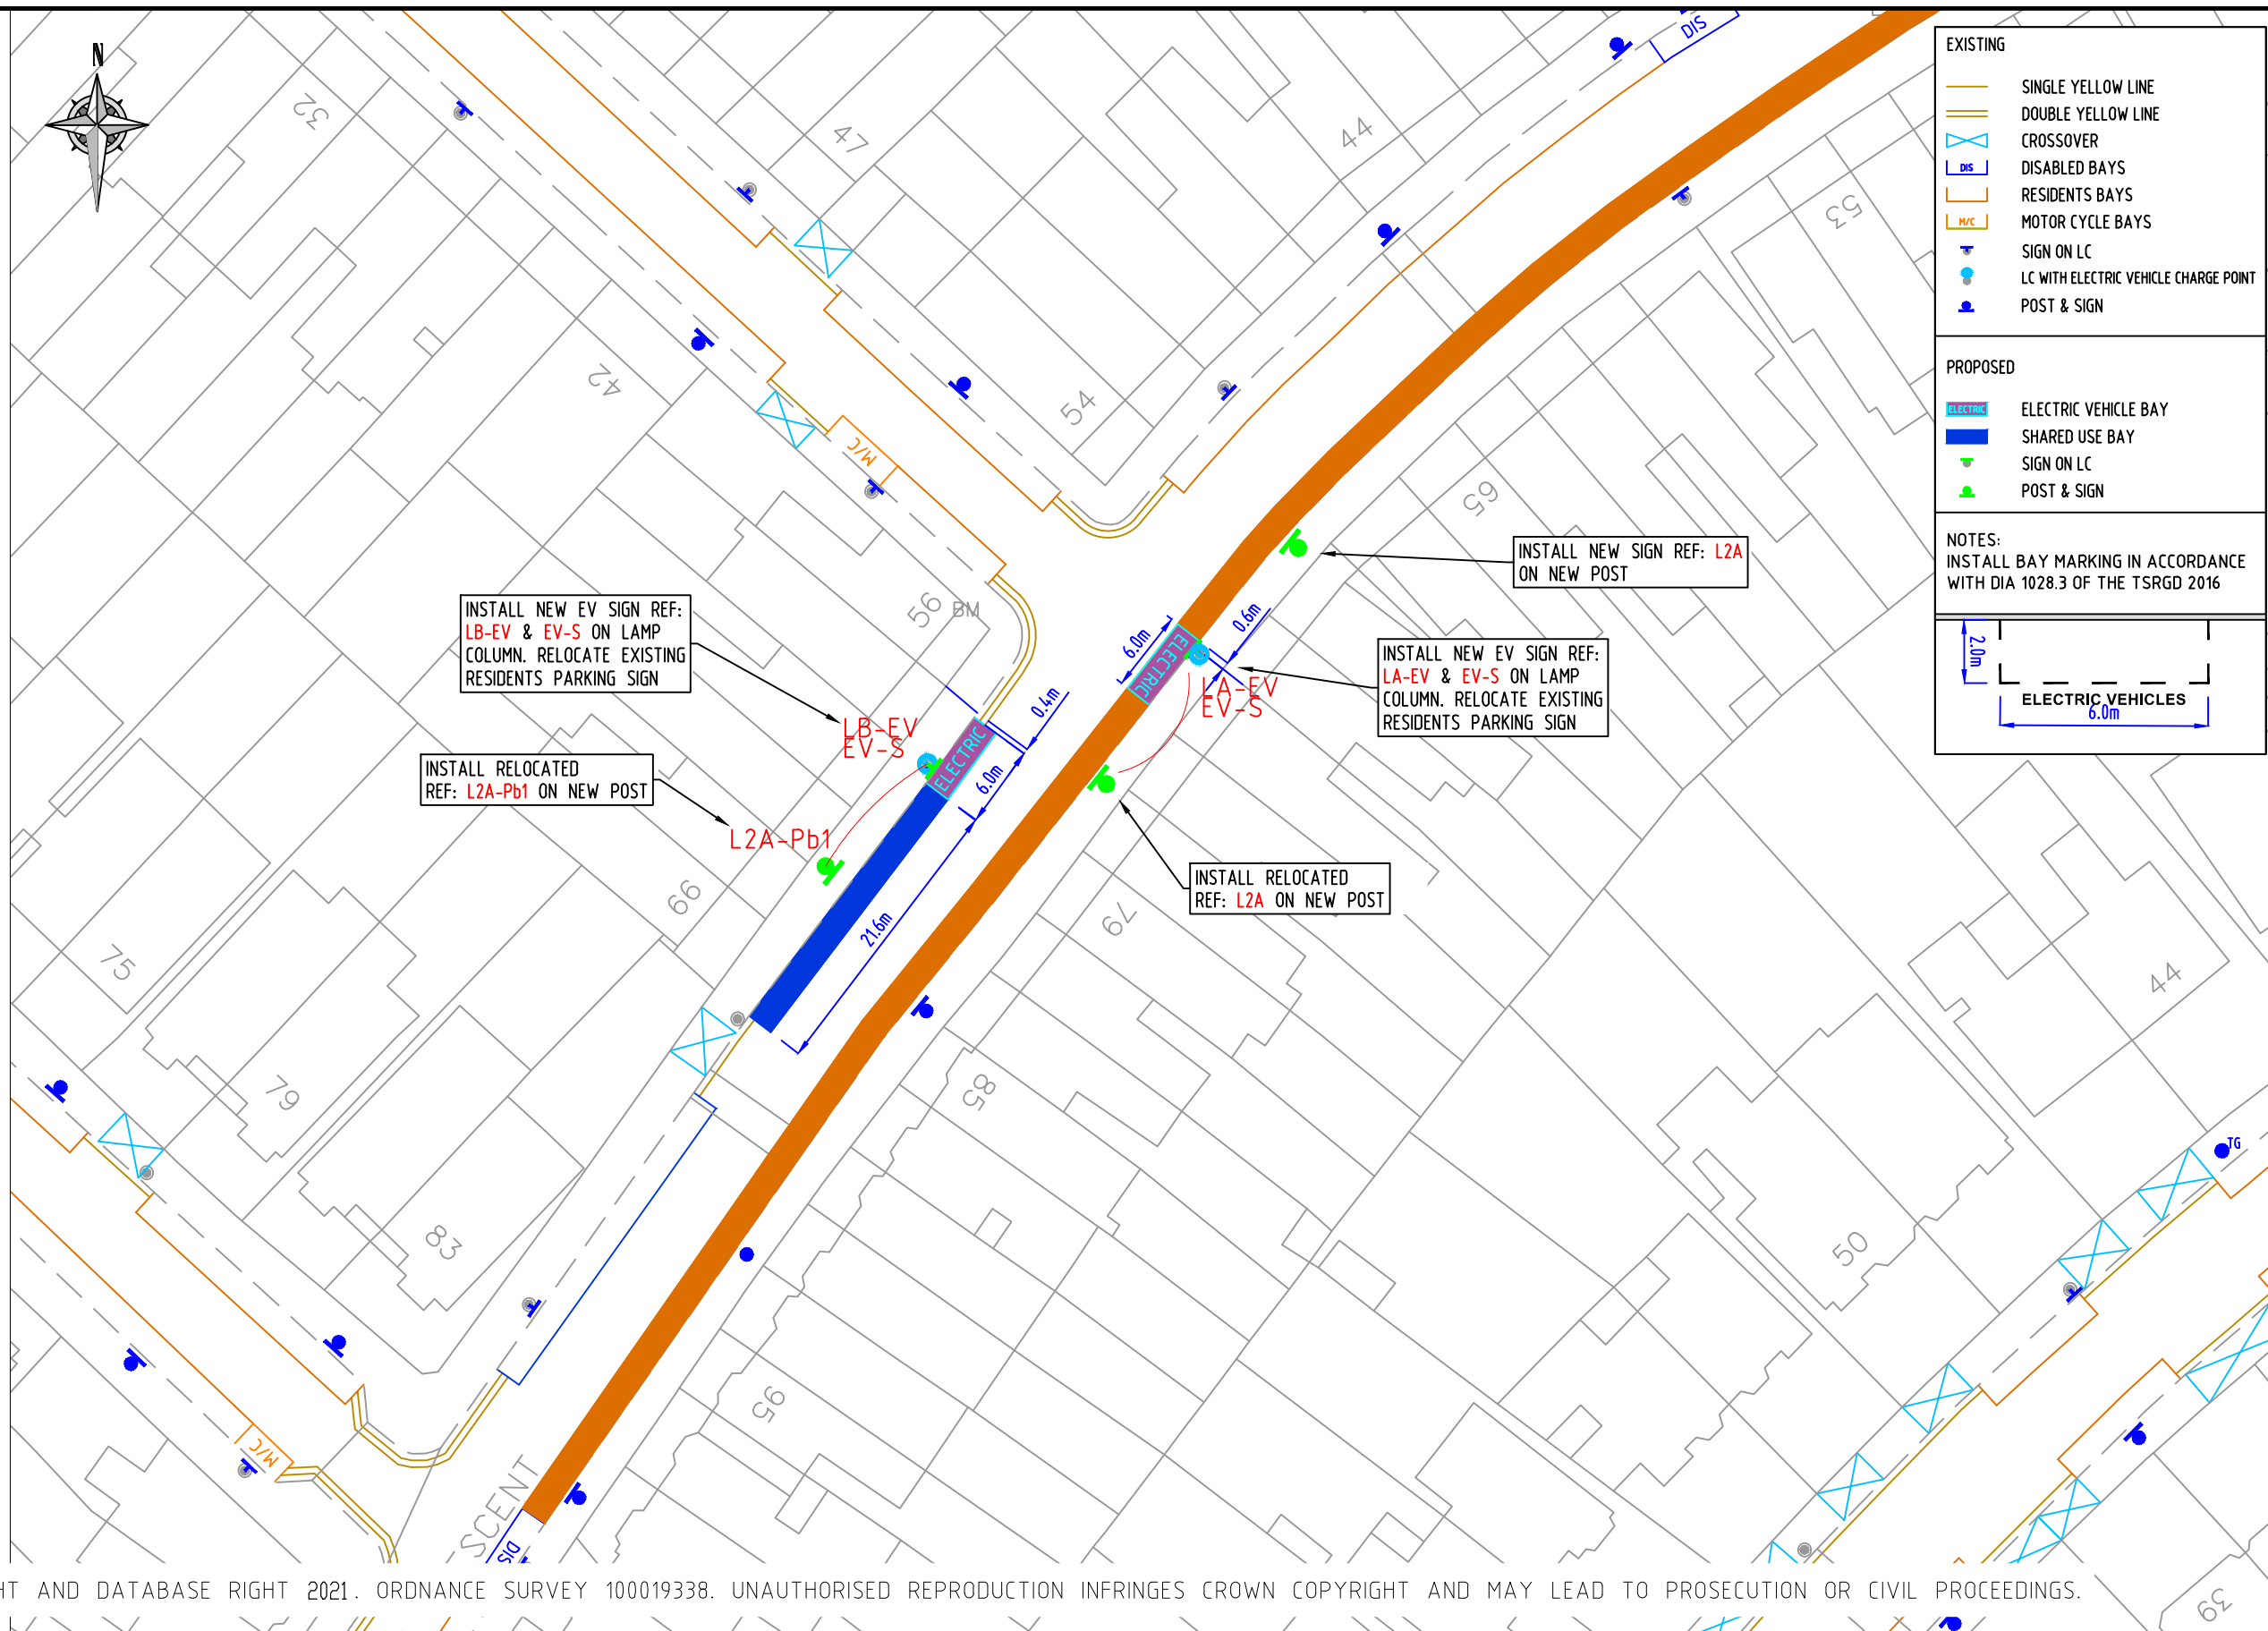 N
32
47
44
DIS
53
42
54
M/C
65
56 BM
INSTALL NEW SIGN REF: L2A
ON NEW POST
INSTALL NEW EV SIGN REF:
LB-EV & EV-S ON LAMP
COLUMN. RELOCATE EXISTING
RESIDENTS PARKING SIGN
6.0m
0.6m
ELECTRIC
INSTALL NEW EV SIGN REF:
LA-EV & EV-S ON LAMP
COLUMN. RELOCATE EXISTING
RESIDENTS PARKING SIGN
LA-EV
EV-S
0.4m
LB-EV
EV-S
ELECTRIC
6.0m
INSTALL RELOCATED
REF: L2A-Pb1 ON NEW POST
L2A-Pb1
INSTALL RELOCATED
REF: L2A ON NEW POST
21.6m
66
79
75
44
79
85
TG
83
50
95
M/C
SCENT
DIS
39
HT AND DATABASE RIGHT 2021. ORDNANCE SURVEY 100019338. UNAUTHORISED REPRODUCTION INFRINGES CROWN COPYRIGHT AND MAY LEAD TO PROSECUTION OR CIVIL PROCEEDINGS.
EXISTING
SINGLE YELLOW LINE
DOUBLE YELLOW LINE
CROSSOVER
DIS DISABLED BAYS
RESIDENTS BAYS
M/C MOTOR CYCLE BAYS
SIGN ON LC
LC WITH ELECTRIC VEHICLE CHARGE POINT
POST & SIGN
PROPOSED
ELECTRIC ELECTRIC VEHICLE BAY
SHARED USE BAY
SIGN ON LC
POST & SIGN
NOTES:
INSTALL BAY MARKING IN ACCORDANCE
WITH DIA 1028.3 OF THE TSRGD 2016
2.0m
ELECTRIC VEHICLES
6.0m